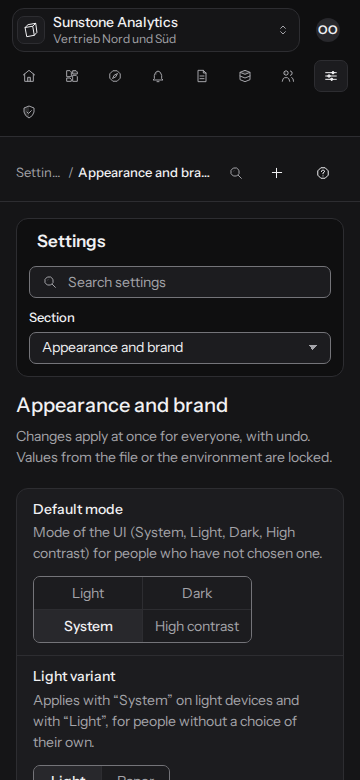 Sunstone Analytics
Vertrieb Nord und Süd
OO
Settin... / Appearance and bra...
Settings
Search settings
Section
Appearance and brand
Appearance and brand
Changes apply at once for everyone, with undo.
Values from the file or the environment are locked.
Default mode
Mode of the UI (System, Light, Dark, High
contrast) for people who have not chosen one.
Light Dark
System High contrast
Light variant
Applies with “System” on light devices and
with “Light”, for people without a choice of
their own.
Light Paper